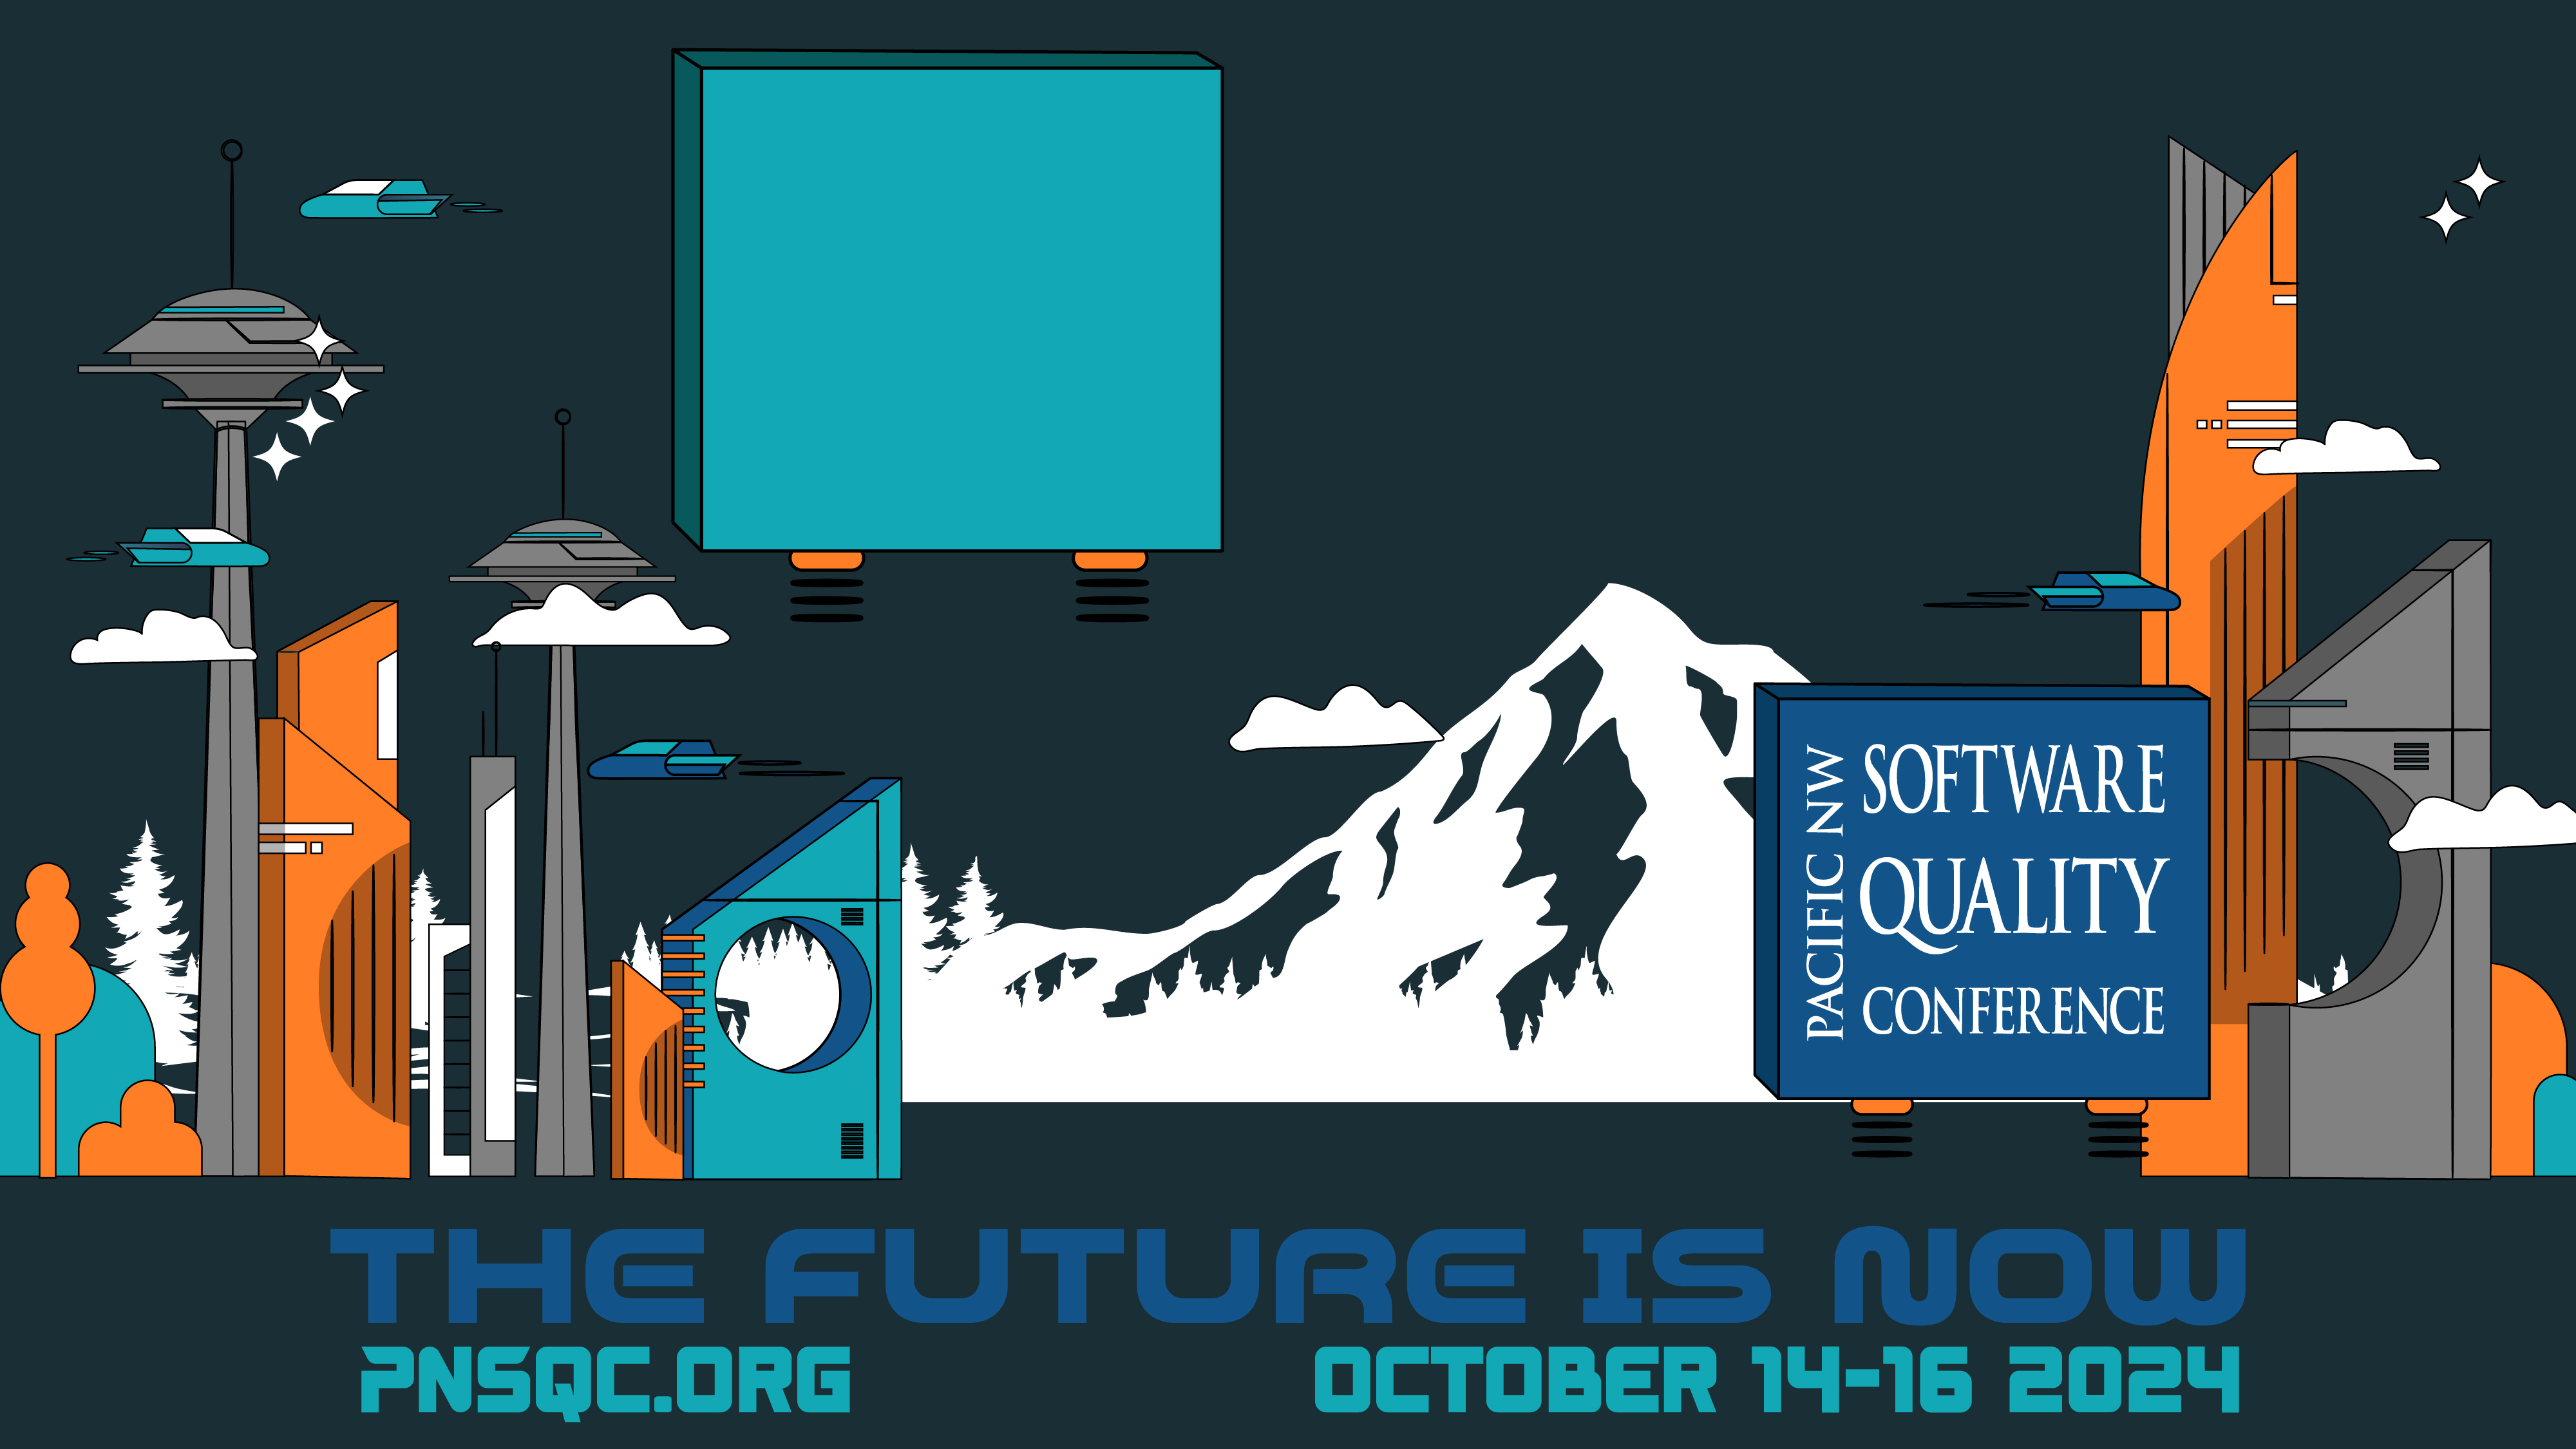 PACIFIC NW
SOFTWARE
QUALITY
CONFERENCE
THE FUTURE IS NOW
PNSQC.ORG
OCTOBER 14-16 2024